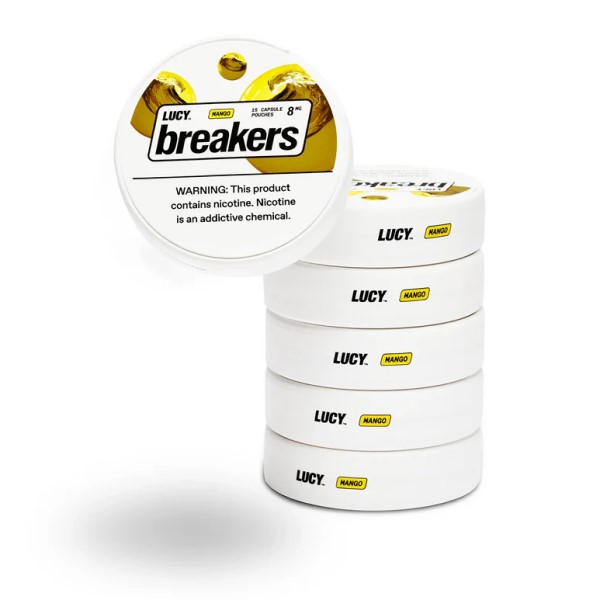 LUCY. MANGO 15 CAPSULE POUCHES 8 MG
breakers
WARNING: This product
contains nicotine. Nicotine
is an addictive chemical.
breakers
LUCY. MANGO
LUCY. MANGO
LUCY. MANGO
LUCY. MANGO
LUCY. MANGO